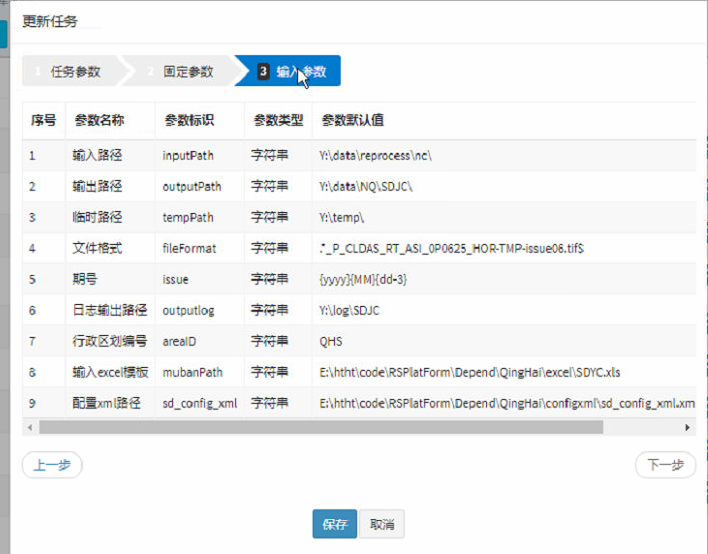 更新任务
1 任务参数 2 固定参数 3 输入参数
序号 参数名称 参数标识 参数类型 参数默认值
1 输入路径 inputPath 字符串 Y:\data\reprocess\nc\
2 输出路径 outputPath 字符串 Y:\data\NQ\SDJC\
3 临时路径 tempPath 字符串 Y:\temp\
4 文件格式 fileFormat 字符串 .*_P_CLDAS_RT_ASI_0P0625_HOR-TMP-issue06.tif$
5 期号 issue 字符串 {yyyy}{MM}{dd-3}
6 日志输出路径 outputlog 字符串 Y:\log\SDJC
7 行政区划编号 areaID 字符串 QHS
8 输入excel模板 mubanPath 字符串 E:\htht\code\RSPlatForm\Depend\QingHai\excel\SDYC.xls
9 配置xml路径 sd_config_xml 字符串 E:\htht\code\RSPlatForm\Depend\QingHai\configxml\sd_config_xml.xm
上一步 下一步
保存 取消